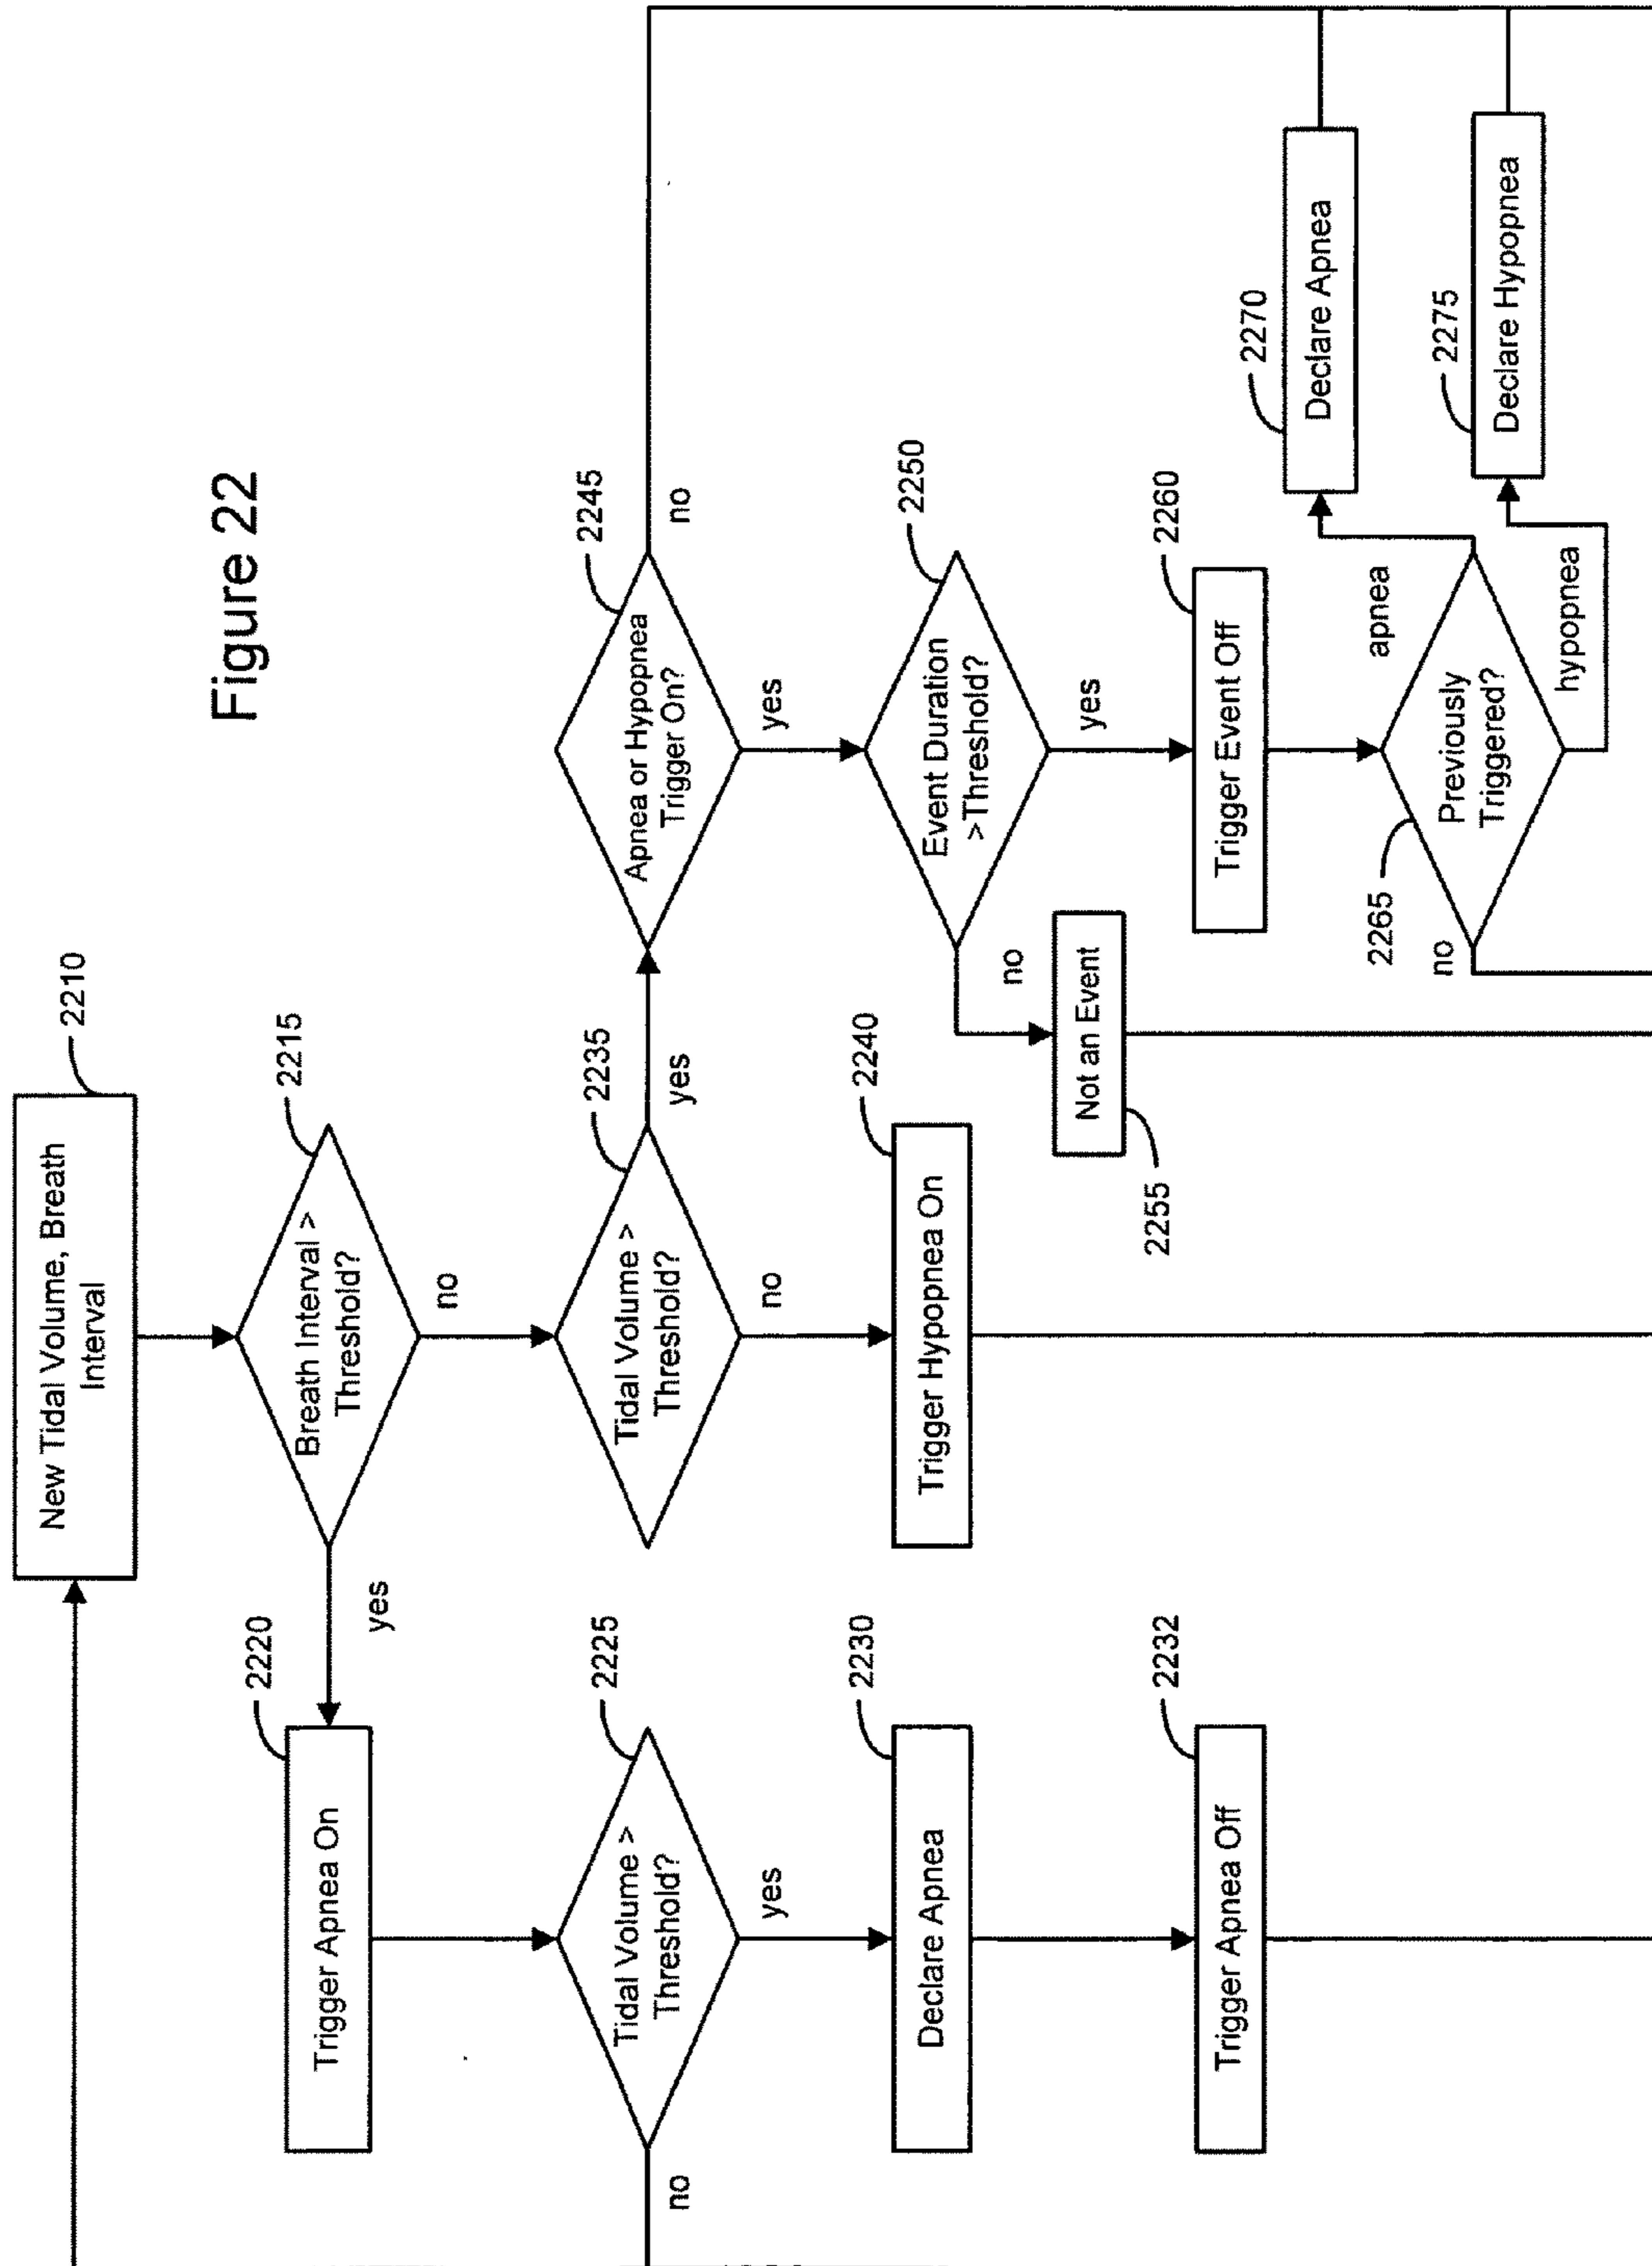 Figure 22
New Tidal Volume, Breath
Interval
2210
Breath Interval >
Threshold?
2215
yes
no
Trigger Apnea On
2220
Tidal Volume >
Threshold?
2225
no
yes
Declare Apnea
2230
Trigger Apnea Off
2232
Tidal Volume >
Threshold?
2235
yes
no
Trigger Hypopnea On
2240
Apnea or Hypopnea
Trigger On?
2245
no
yes
Event Duration
>Threshold?
2250
no
yes
Not an Event
2255
Trigger Event Off
2260
Previously
Triggered?
2265
no
apnea
hypopnea
Declare Apnea
2270
Declare Hypopnea
2275